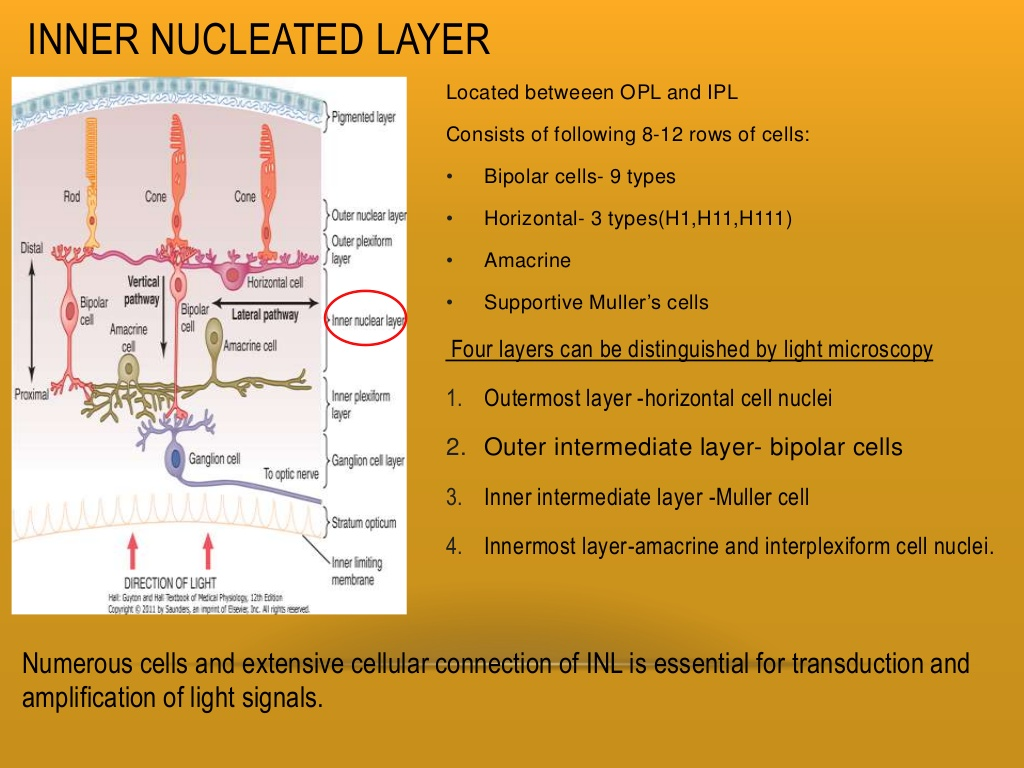 INNER NUCLEATED LAYER
Pigmented layer
Rod
Cone
Cone
Outer nuclear layer
Outer plexiform
layer
Distal
Vertical
pathway
Horizontal cell
Bipolar
cell
Bipolar
cell
Lateral pathway
Inner nuclear layer
Amacrine
cell
Amacrine cell
Proximal
Inner plexiform
layer
Ganglion cell
Ganglion cell layer
To optic nerve
Stratum opticum
Inner limiting
membrane
DIRECTION OF LIGHT
Hall: Guyton and Hall Textbook of Medical Physiology, 12th Edition
Copyright © 2011 by Saunders, an imprint of Elsevier, Inc. All rights reserved.
Located betweeen OPL and IPL
Consists of following 8-12 rows of cells:
• Bipolar cells- 9 types
• Horizontal- 3 types(H1,H11,H111)
• Amacrine
• Supportive Muller’s cells
Four layers can be distinguished by light microscopy
1. Outermost layer -horizontal cell nuclei
2. Outer intermediate layer- bipolar cells
3. Inner intermediate layer -Muller cell
4. Innermost layer-amacrine and interplexiform cell nuclei.
Numerous cells and extensive cellular connection of INL is essential for transduction and
amplification of light signals.